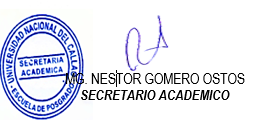 UNIVERSIDAD NACIONAL DEL CALLAO
SECRETARIA
ACADEMICA
ESCUELA DE POSGRADO
MG. NESTOR GOMERO OSTOS
SECRETARIO ACADEMICO